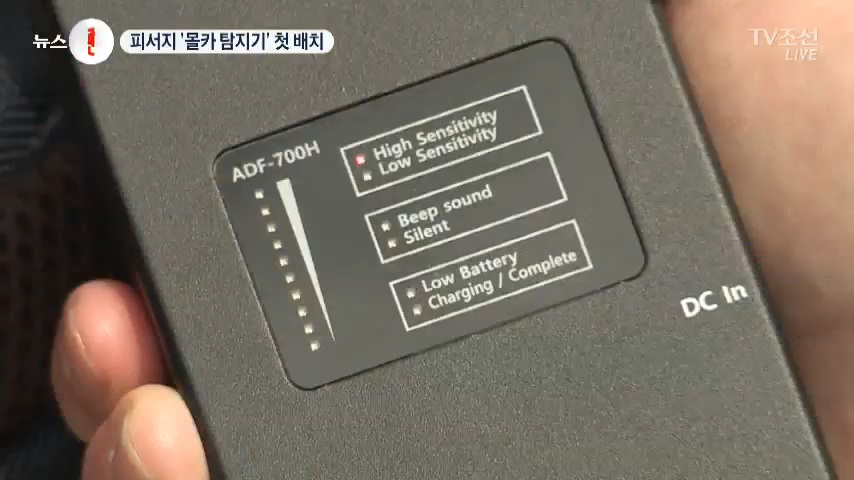 뉴스
피서지 '몰카 탐지기' 첫 배치
TV조선
LIVE
ADF-700H
High Sensitivity
Low Sensitivity
Beep sound
Silent
Low Battery
Charging / Complete
DC In